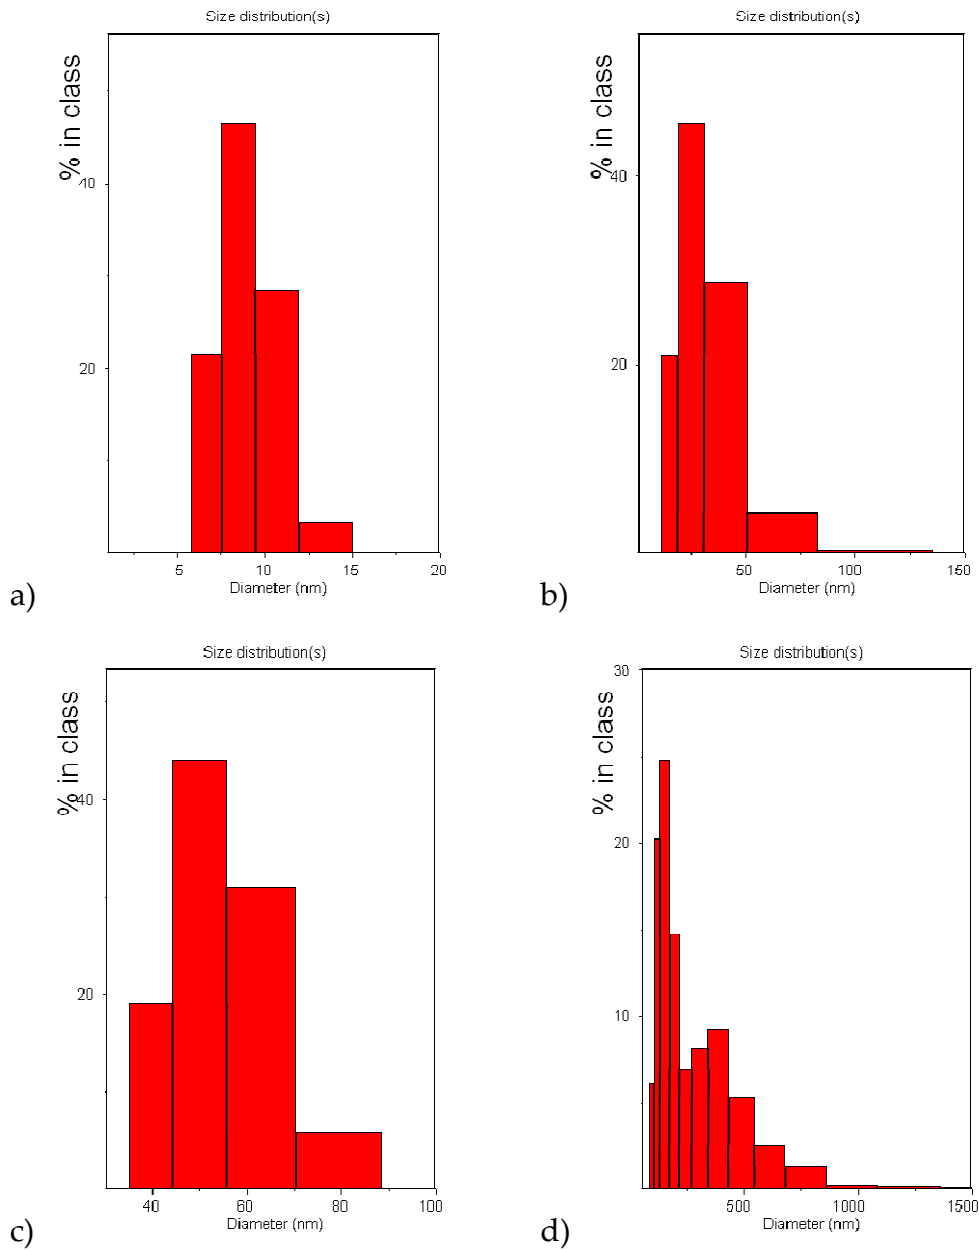 Size distribution(s)
% in class
40
20
5 10 15 20
Diameter (nm)
a)
Size distribution(s)
% in class
40
20
50 100 150
Diameter (nm)
b)
Size distribution(s)
% in class
40
20
40 60 80 100
Diameter (nm)
c)
Size distribution(s)
% in class
30
20
10
500 1000 1500
Diameter (nm)
d)